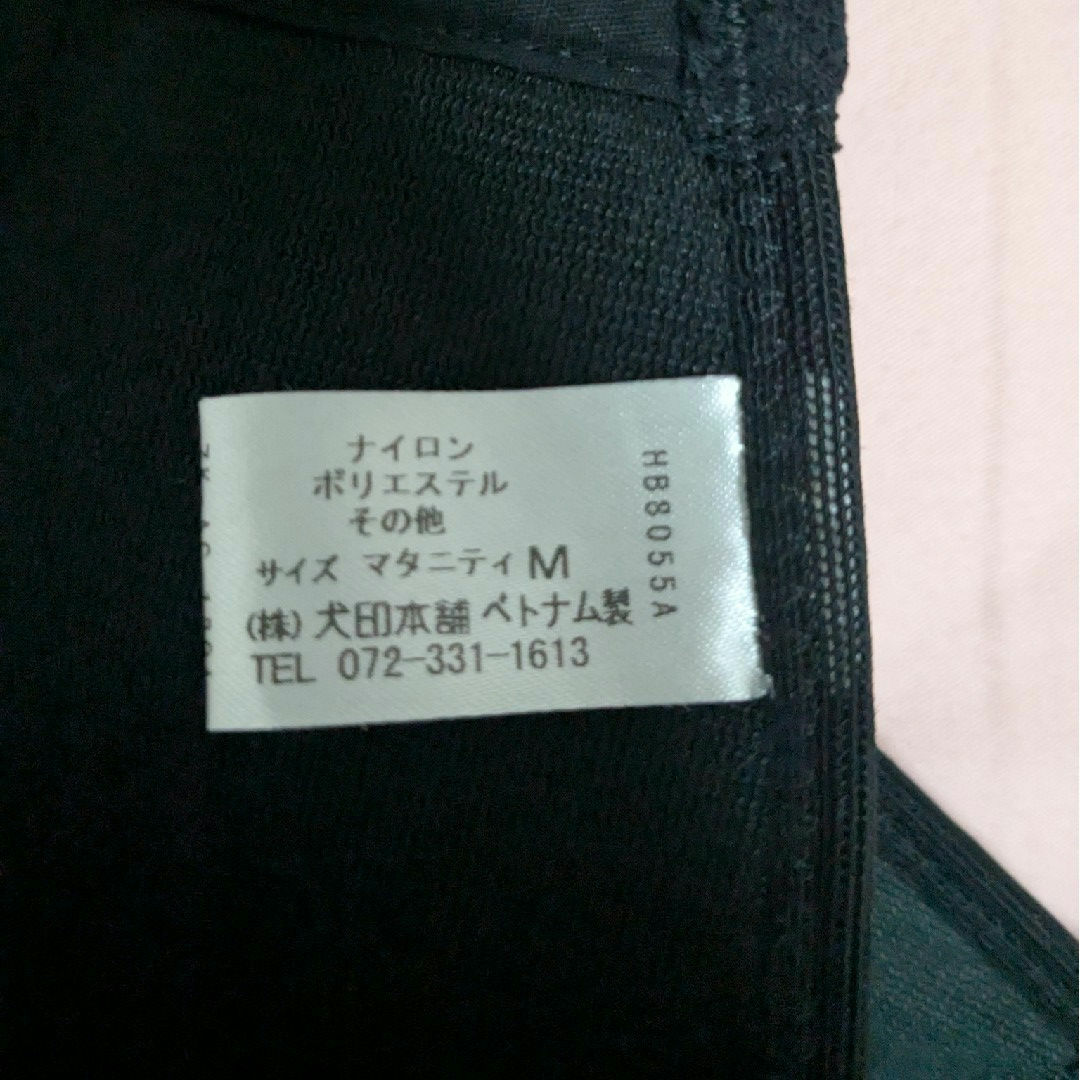 ナイロン
ポリエステル
その他
サイズ マタニティ M
(株) 犬印本舗 ベトナム製
TEL 072-331-1613
HB8055A